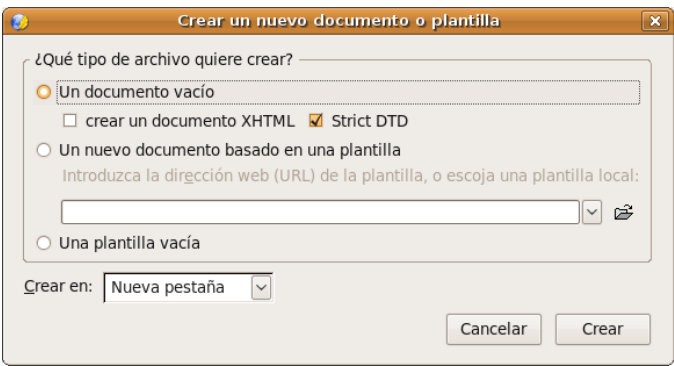 Crear un nuevo documento o plantilla
¿Qué tipo de archivo quiere crear?
Un documento vacío
crear un documento XHTML Strict DTD
Un nuevo documento basado en una plantilla
Introduzca la dirección web (URL) de la plantilla, o escoja una plantilla local:
Una plantilla vacía
Crear en: Nueva pestaña
Cancelar Crear